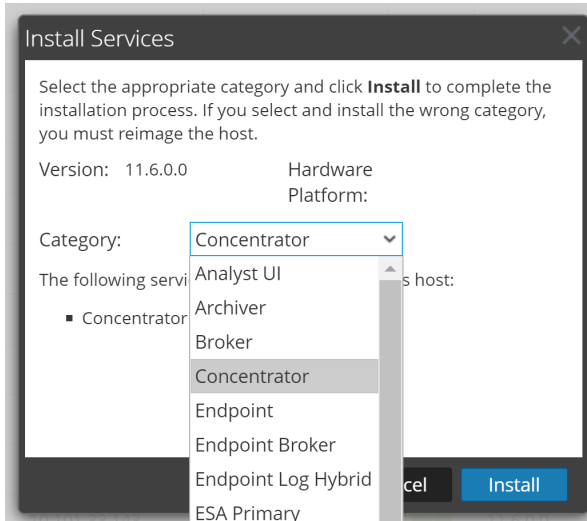 Install Services
Select the appropriate category and click Install to complete the
installation process. If you select and install the wrong category,
you must reimage the host.
Version: 11.6.0.0 Hardware
Platform:
Category: Concentrator
The following servi s host:
Concentrator
Analyst UI
Archiver
Broker
Concentrator
Endpoint
Endpoint Broker
Endpoint Log Hybrid
ESA Primary
cel Install